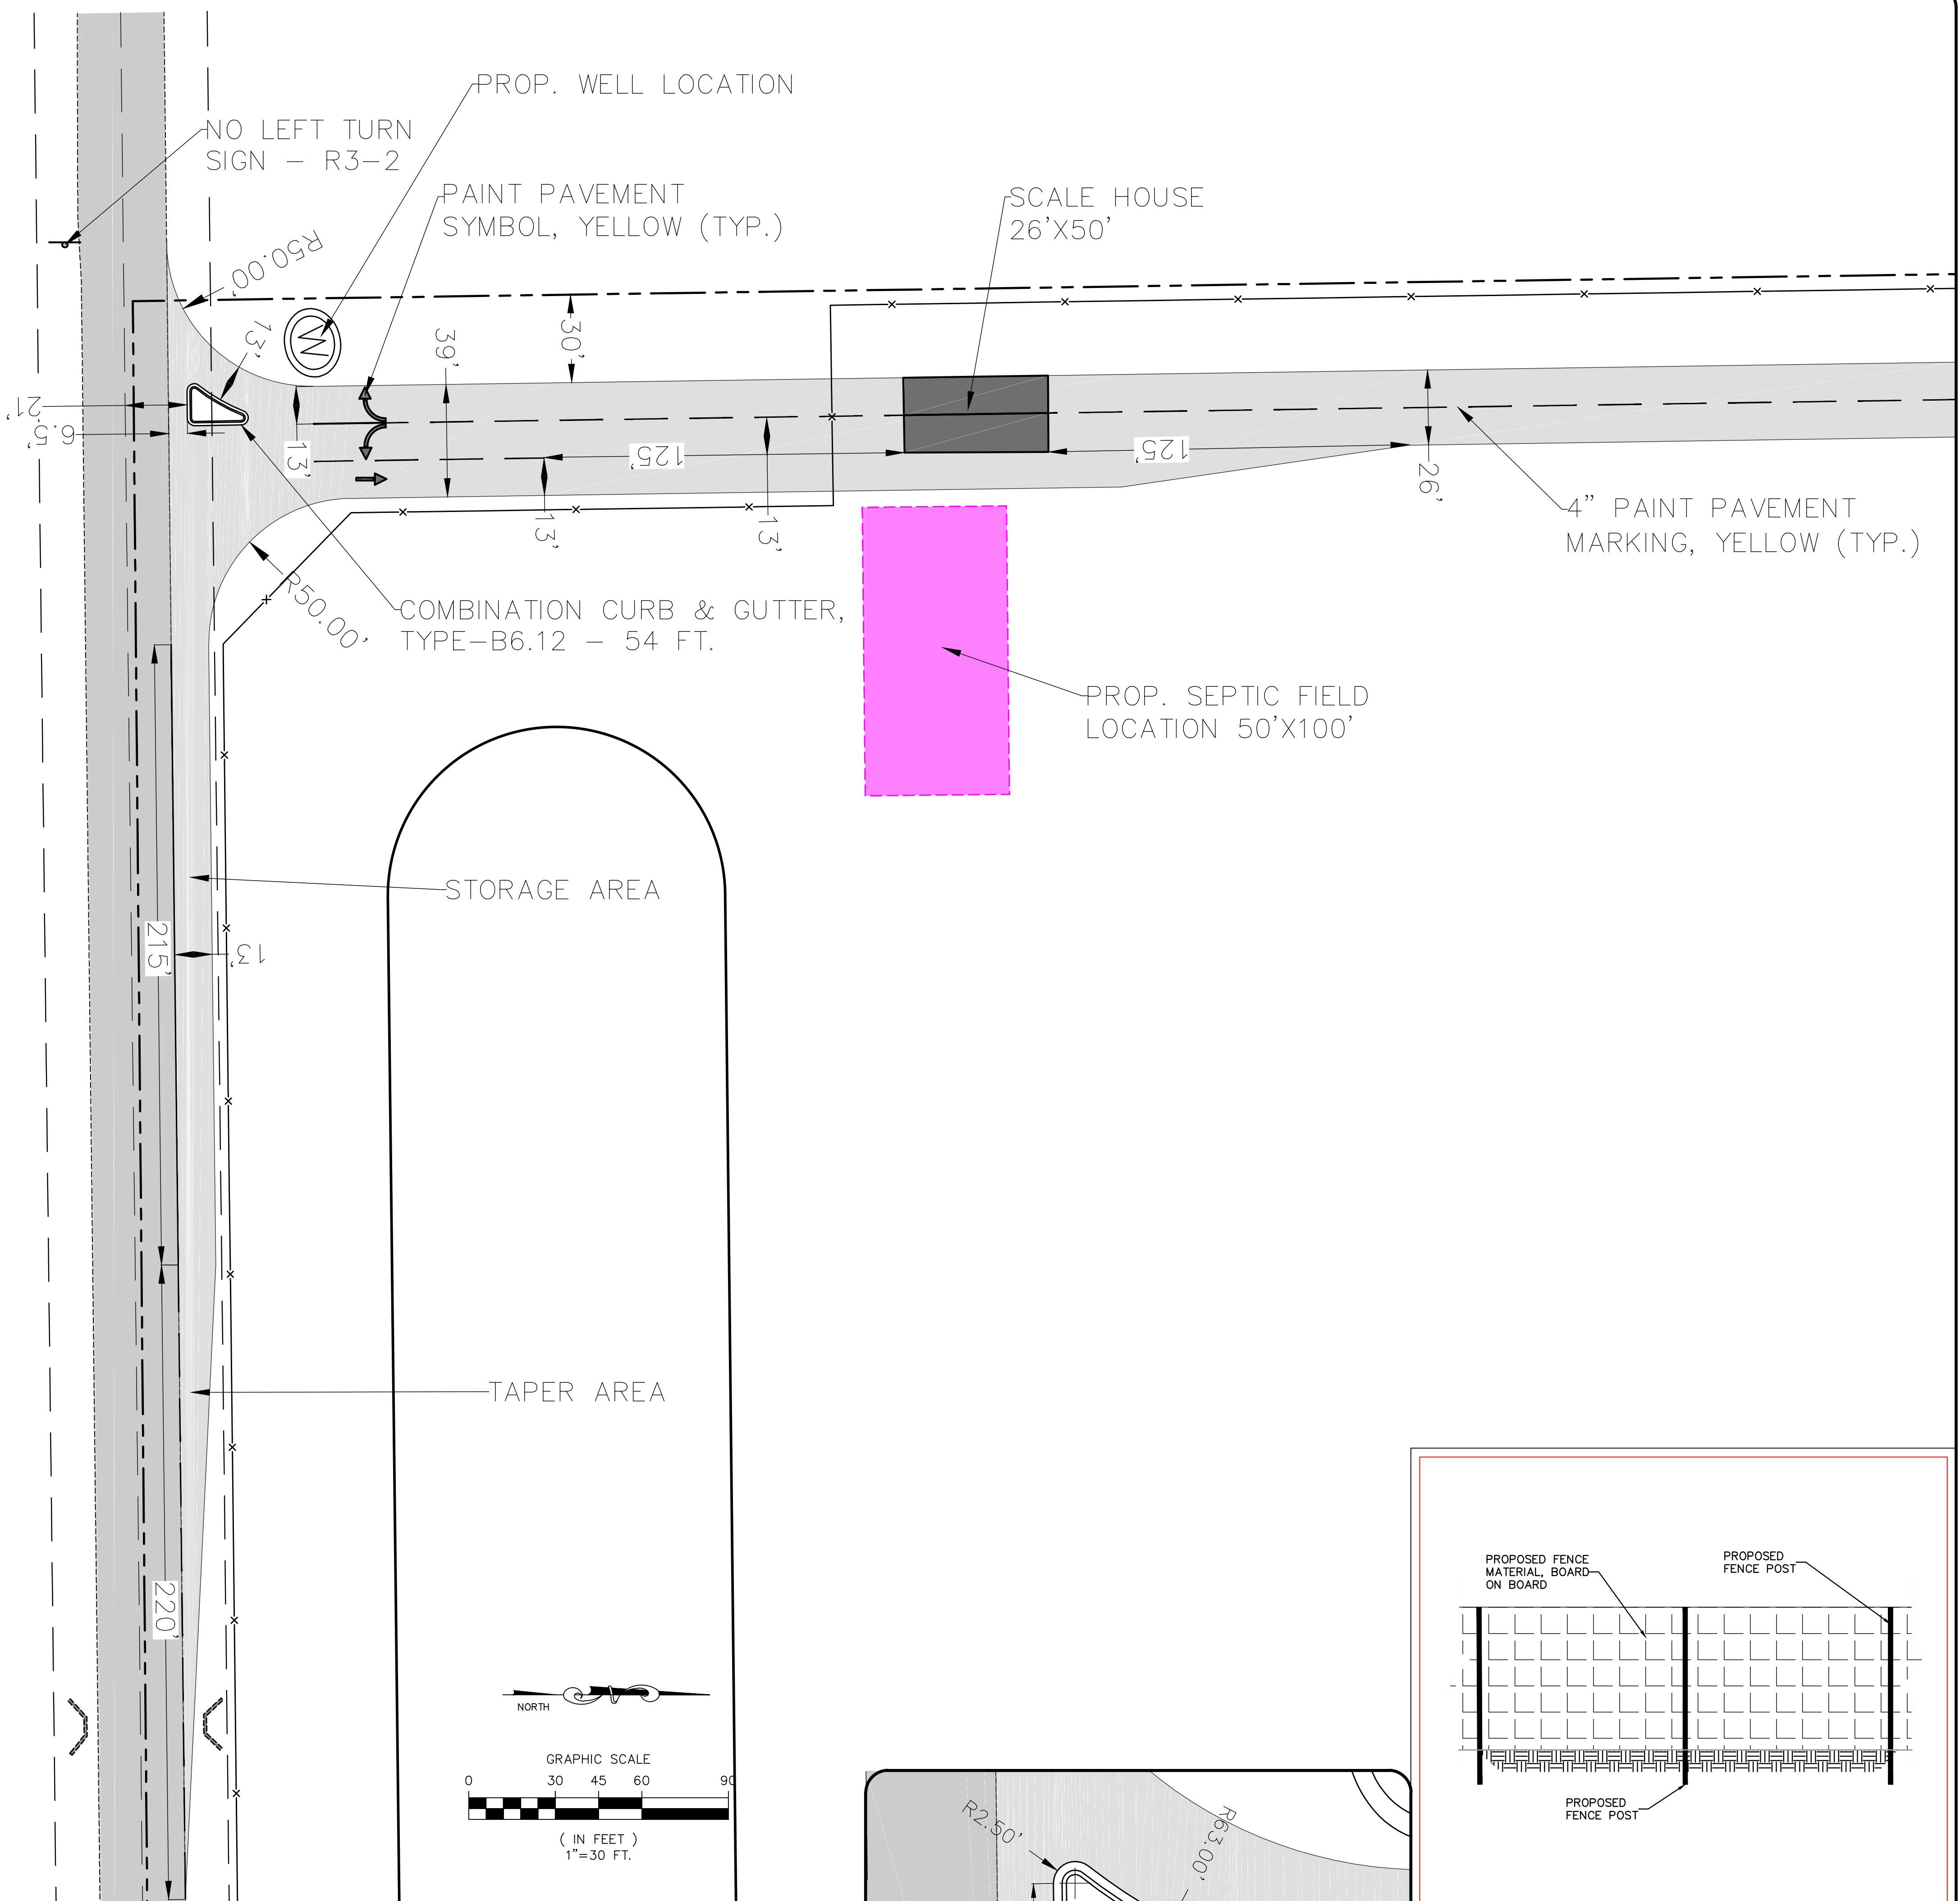 PROP. WELL LOCATION
NO LEFT TURN
SIGN – R3–2
PAINT PAVEMENT
SYMBOL, YELLOW (TYP.)
SCALE HOUSE
26'X50'
R50.00'
13'
W
39'
30'
21'
6.5'
13'
125'
125'
13'
13'
26'
4" PAINT PAVEMENT
MARKING, YELLOW (TYP.)
R50.00'
COMBINATION CURB & GUTTER,
TYPE–B6.12 – 54 FT.
PROP. SEPTIC FIELD
LOCATION 50'X100'
STORAGE AREA
215'
13'
TAPER AREA
220'
NORTH
GRAPHIC SCALE
0 30 45 60 90
( IN FEET )
1"=30 FT.
R2.50'
R63.00'
PROPOSED FENCE
MATERIAL, BOARD
ON BOARD
PROPOSED
FENCE POST
PROPOSED
FENCE POST